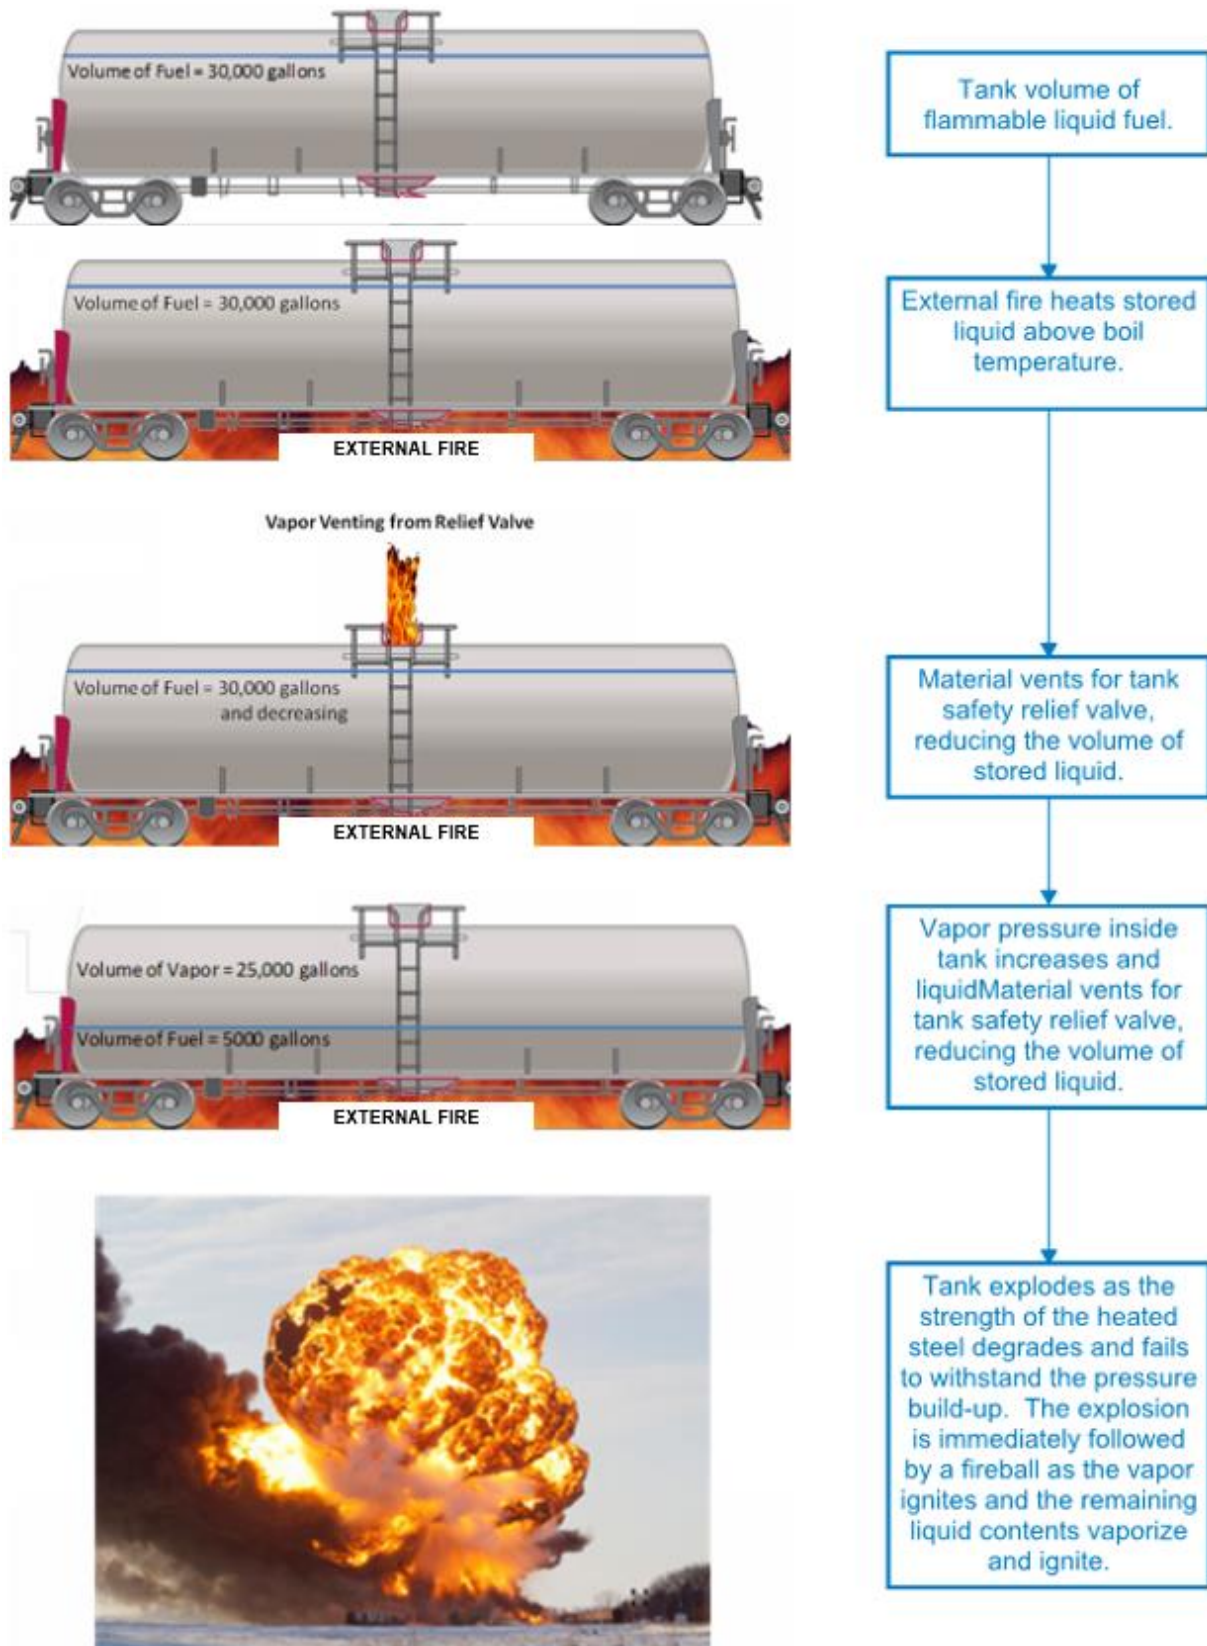 Volume of Fuel = 30,000 gallons
Tank volume of
flammable liquid fuel.
Volume of Fuel = 30,000 gallons
EXTERNAL FIRE
External fire heats stored
liquid above boil
temperature.
Vapor Venting from Relief Valve
Volume of Fuel = 30,000 gallons
and decreasing
EXTERNAL FIRE
Material vents for tank
safety relief valve,
reducing the volume of
stored liquid.
Volume of Vapor = 25,000 gallons
Volume of Fuel = 5000 gallons
EXTERNAL FIRE
Vapor pressure inside
tank increases and
liquidMaterial vents for
tank safety relief valve,
reducing the volume of
stored liquid.
Tank explodes as the
strength of the heated
steel degrades and fails
to withstand the pressure
build-up.  The explosion
is immediately followed
by a fireball as the vapor
ignites and the remaining
liquid contents vaporize
and ignite.